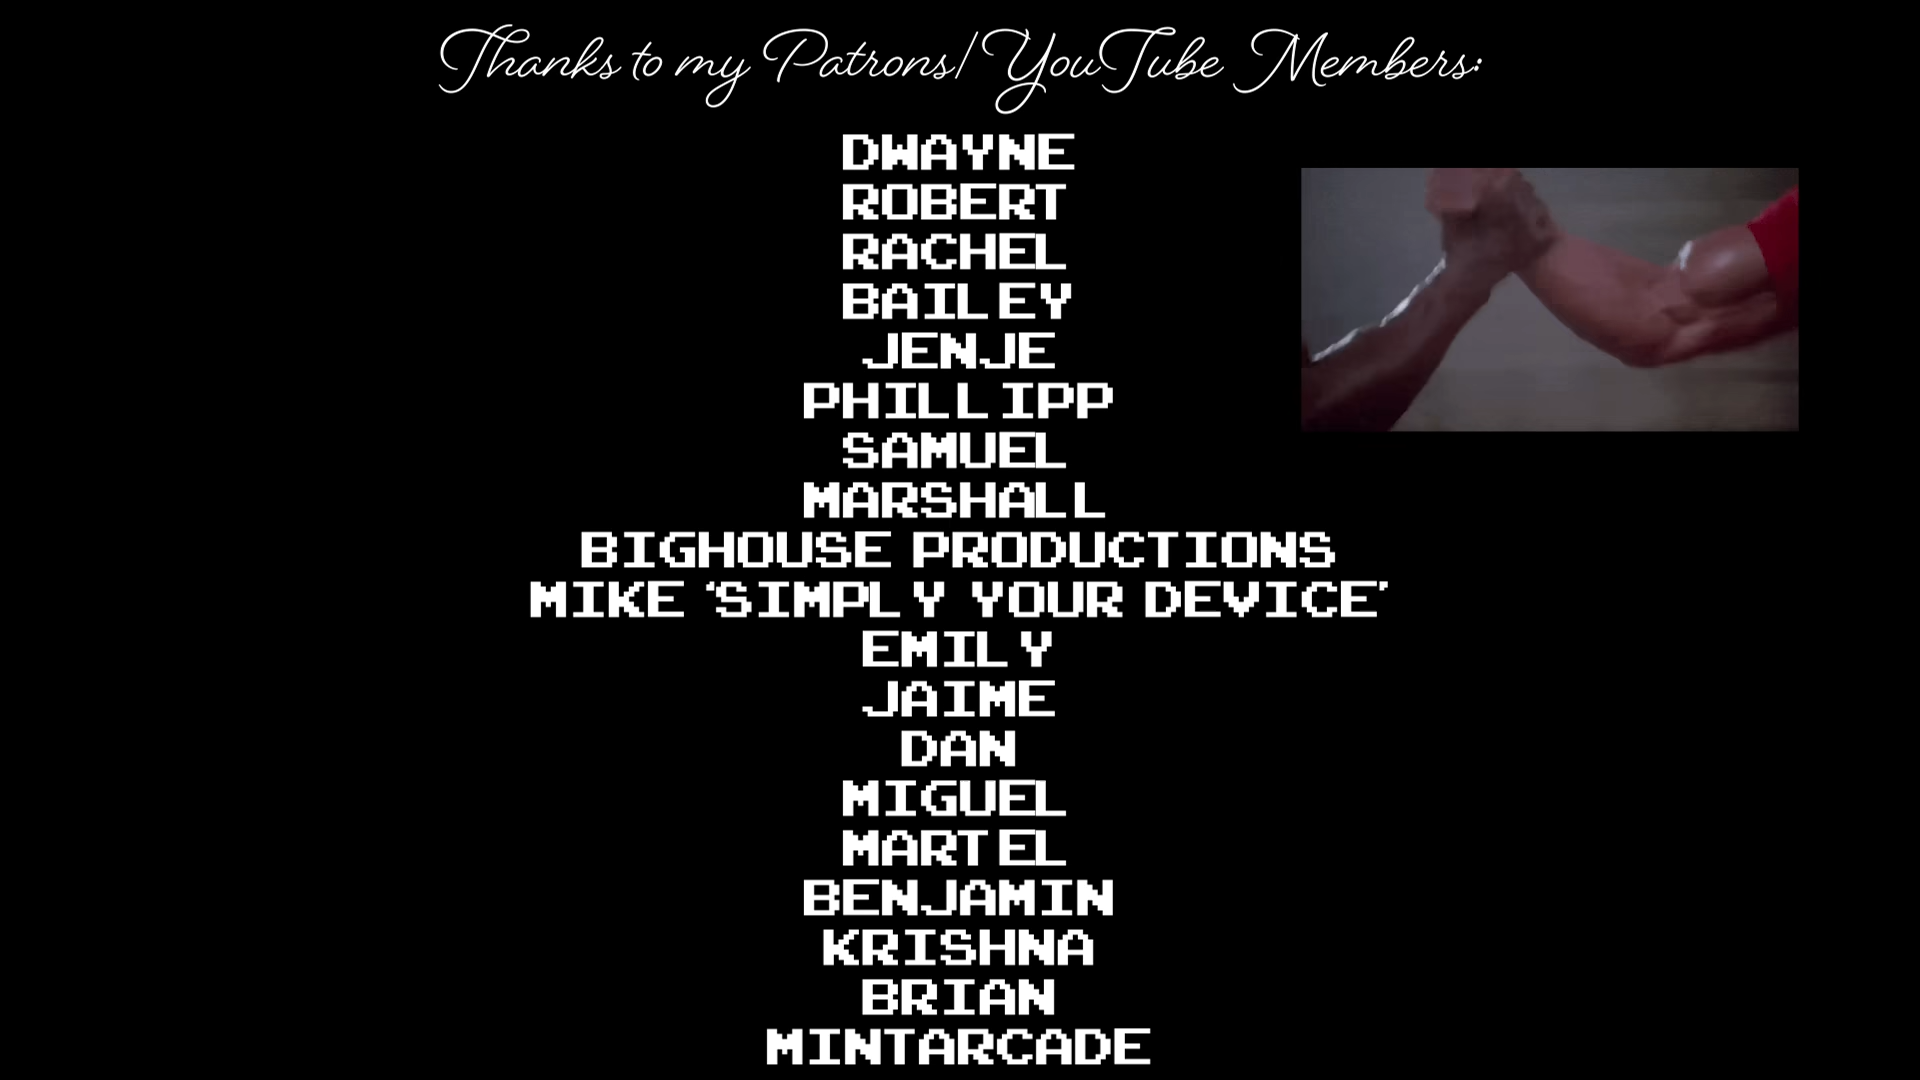 Thanks to my Patrons/YouTube Members:
DWAYNE
ROBERT
RACHEL
BAILEY
JENJE
PHILLIPP
SAMUEL
MARSHALL
BIGHOUSE PRODUCTIONS
MIKE ‘SIMPLY YOUR DEVICE’
EMILY
JAIME
DAN
MIGUEL
MARTEL
BENJAMIN
KRISHNA
BRIAN
MINTARCADE